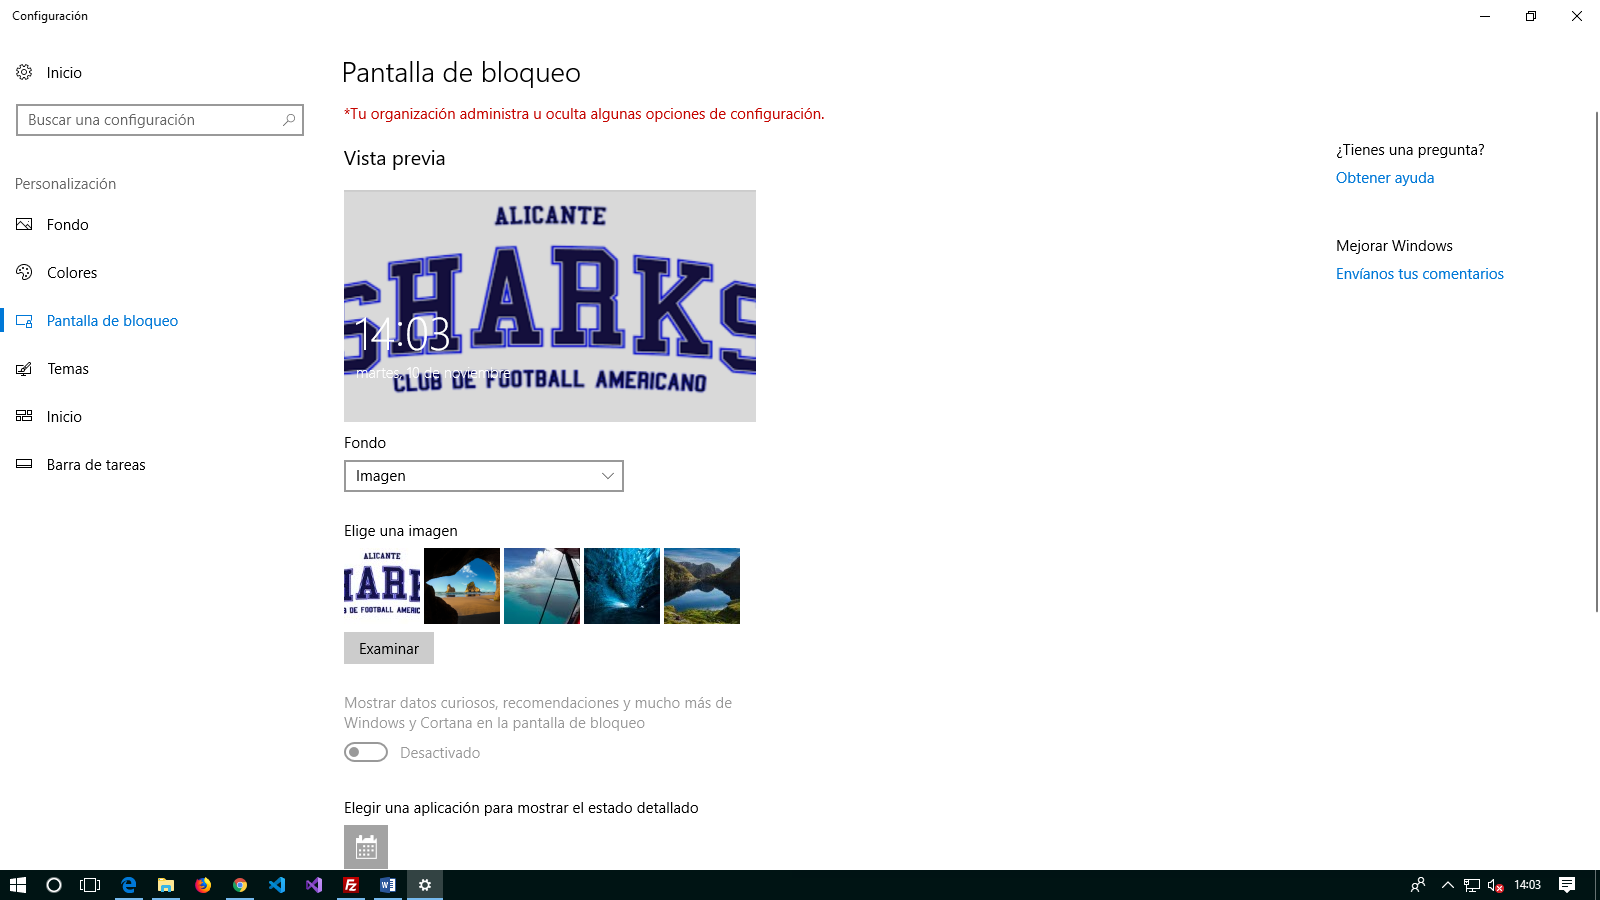 Configuración
Inicio
Buscar una configuración
Personalización
Fondo
Colores
Pantalla de bloqueo
Temas
Inicio
Barra de tareas
Pantalla de bloqueo
*Tu organización administra u oculta algunas opciones de configuración.
Vista previa
ALICANTE
SHARKS
14:03
martes, 10 de noviembre
CLUB DE FOOTBALL AMERICANO
Fondo
Imagen
Elige una imagen
ALICANTE
HARK
B DE FOOTBALL AMERIC
Examinar
Mostrar datos curiosos, recomendaciones y mucho más de
Windows y Cortana en la pantalla de bloqueo
Desactivado
Elegir una aplicación para mostrar el estado detallado
¿Tienes una pregunta?
Obtener ayuda
Mejorar Windows
Envíanos tus comentarios
14:03